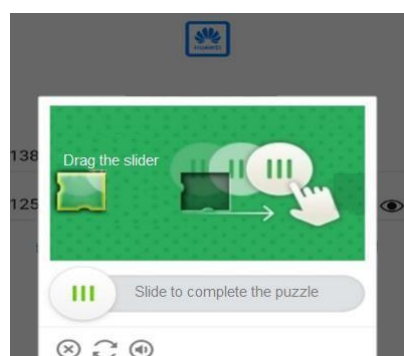 HUAWEI
138
Drag the slider
125
Slide to complete the puzzle